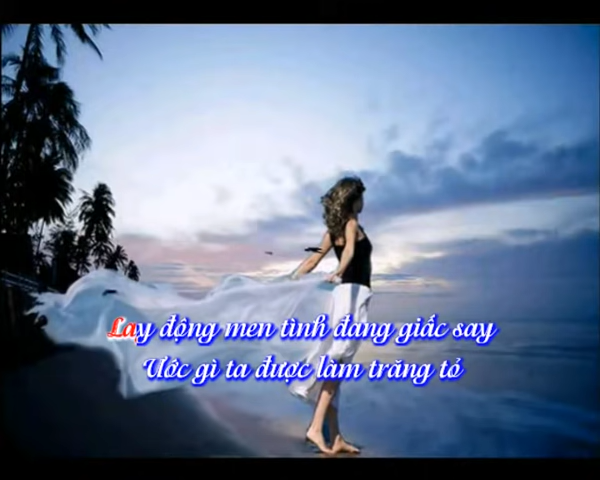 Lay động men tình đang giấc say
Ước gì ta được làm trăng tỏ